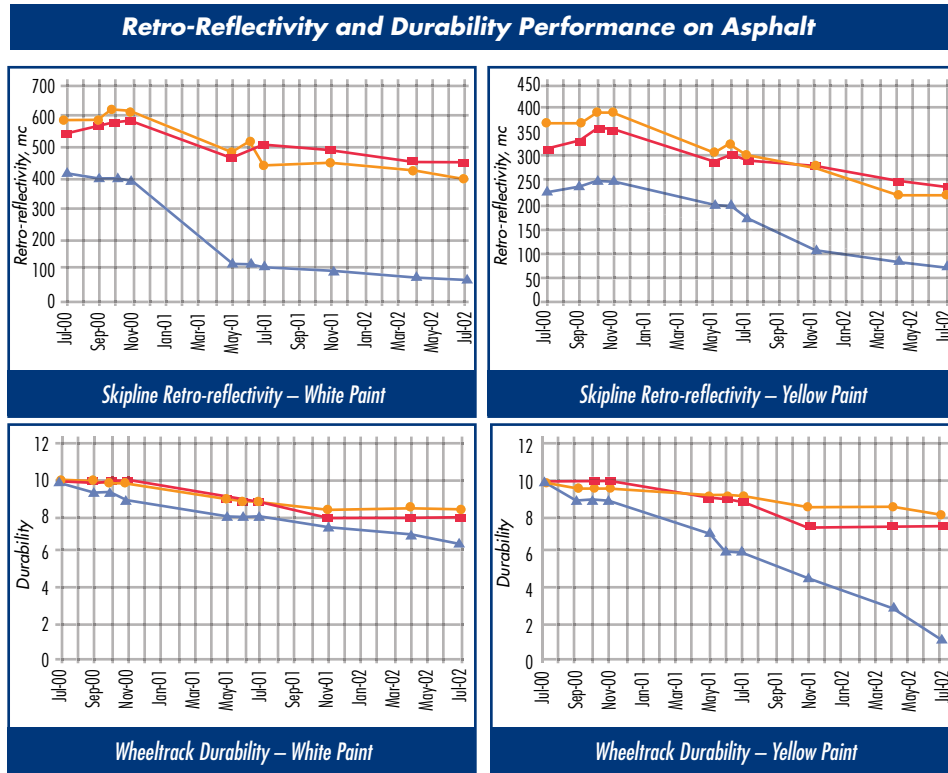 Retro-Reflectivity and Durability Performance on Asphalt
Retro-reflectivity, mc
700
600
500
400
300
200
100
0
Jul-00 Sep-00 Nov-00 Jan-01 Mar-01 May-01 Jul-01 Sep-01 Nov-01 Jan-02 Mar-02 May-02 Jul-02
Skipline Retro-reflectivity – White Paint
Retro-reflectivity, mc
450
400
350
300
250
200
150
100
50
0
Jul-00 Sep-00 Nov-00 Jan-01 Mar-01 May-01 Jul-01 Sep-01 Nov-01 Jan-02 Mar-02 May-02 Jul-02
Skipline Retro-reflectivity – Yellow Paint
Durability
12
10
8
6
4
2
0
Jul-00 Sep-00 Nov-00 Jan-01 Mar-01 May-01 Jul-01 Sep-01 Nov-01 Jan-02 Mar-02 May-02 Jul-02
Wheeltrack Durability – White Paint
Durability
12
10
8
6
4
2
0
Jul-00 Sep-00 Nov-00 Jan-01 Mar-01 May-01 Jul-01 Sep-01 Nov-01 Jan-02 Mar-02 May-02 Jul-02
Wheeltrack Durability – Yellow Paint